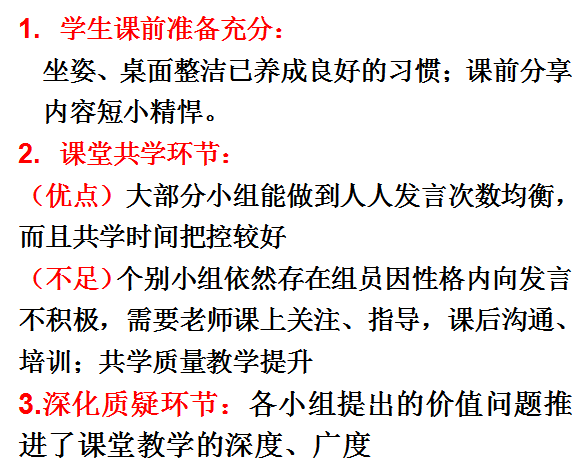 1. 学生课前准备充分：
坐姿、桌面整洁已养成良好的习惯；课前分享
内容短小精悍。
2. 课堂共学环节：
（优点）大部分小组能做到人人发言次数均衡，
而且共学时间把控较好
（不足）个别小组依然存在组员因性格内向发言
不积极，需要老师课上关注、指导，课后沟通、
培训；共学质量教学提升
3.深化质疑环节：各小组提出的价值问题推
进了课堂教学的深度、广度